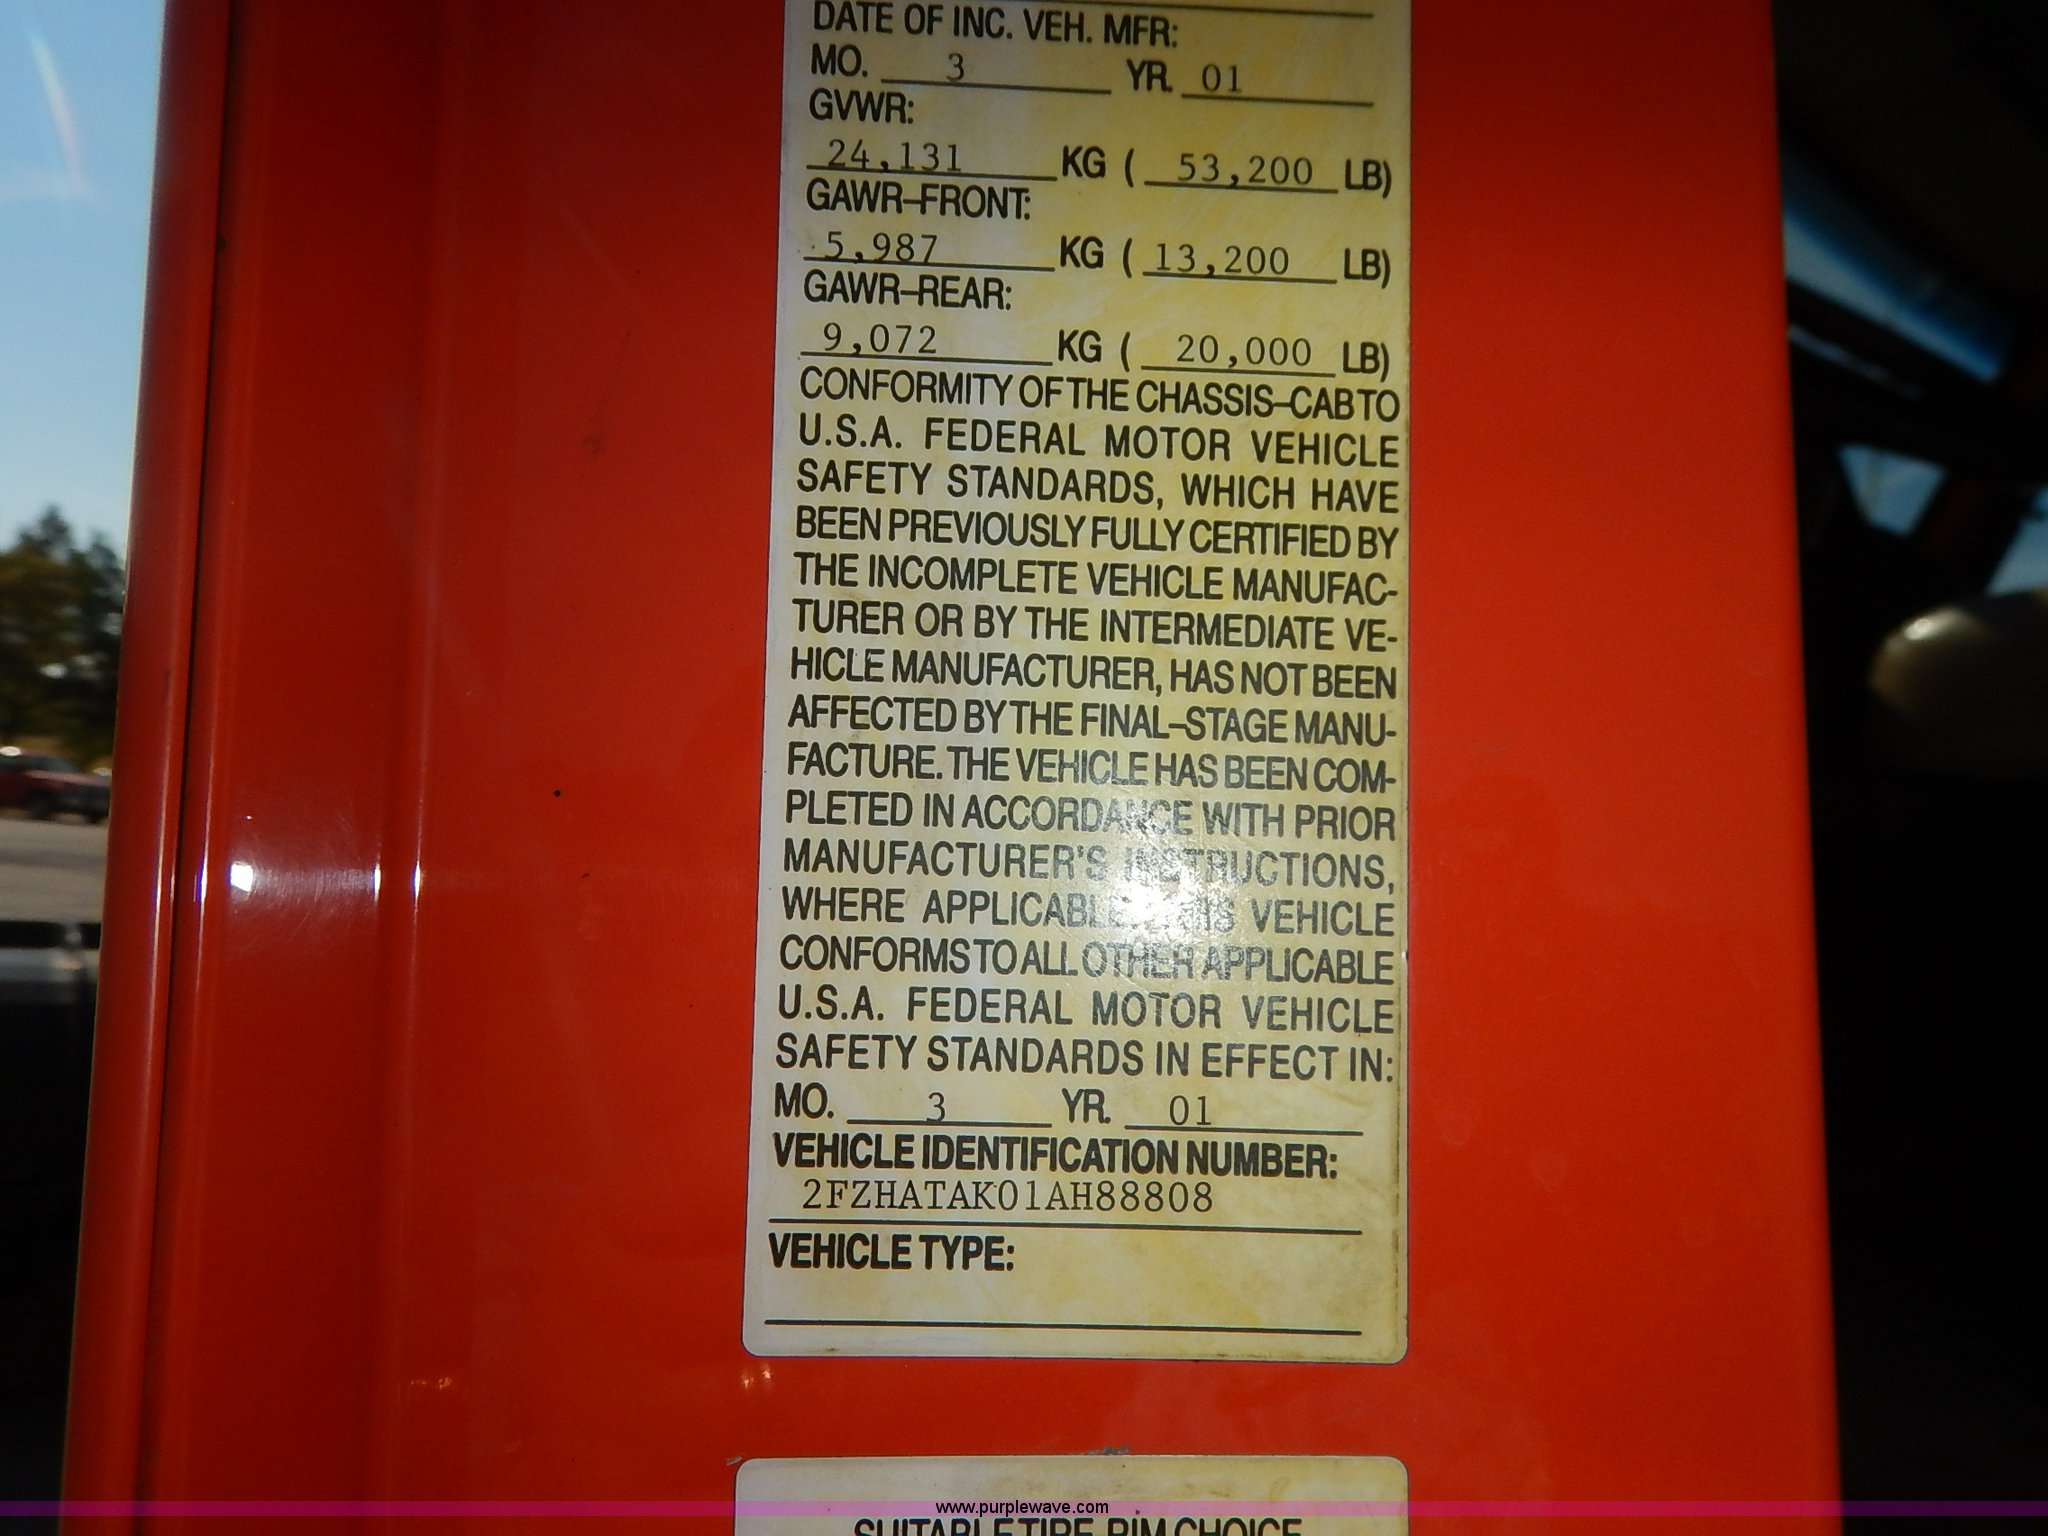 DATE OF INC. VEH. MFR:
MO. 3 YR. 01
GVWR:
24,131 KG ( 53,200 LB)
GAWR-FRONT:
5,987 KG ( 13,200 LB)
GAWR-REAR:
9,072 KG ( 20,000 LB)
CONFORMITY OF THE CHASSIS-CAB TO
U.S.A. FEDERAL MOTOR VEHICLE
SAFETY STANDARDS, WHICH HAVE
BEEN PREVIOUSLY FULLY CERTIFIED BY
THE INCOMPLETE VEHICLE MANUFAC-
TURER OR BY THE INTERMEDIATE VE-
HICLE MANUFACTURER, HAS NOT BEEN
AFFECTED BY THE FINAL-STAGE MANU-
FACTURE. THE VEHICLE HAS BEEN COM-
PLETED IN ACCORDANCE WITH PRIOR
MANUFACTURER'S INSTRUCTIONS,
WHERE APPLICABLE. THIS VEHICLE
CONFORMS TO ALL OTHER APPLICABLE
U.S.A. FEDERAL MOTOR VEHICLE
SAFETY STANDARDS IN EFFECT IN:
MO. 3 YR. 01
VEHICLE IDENTIFICATION NUMBER:
2FZHATAK01AH88808
VEHICLE TYPE:
www.purplewave.com
SUITABLE TIRE-RIM CHOICE